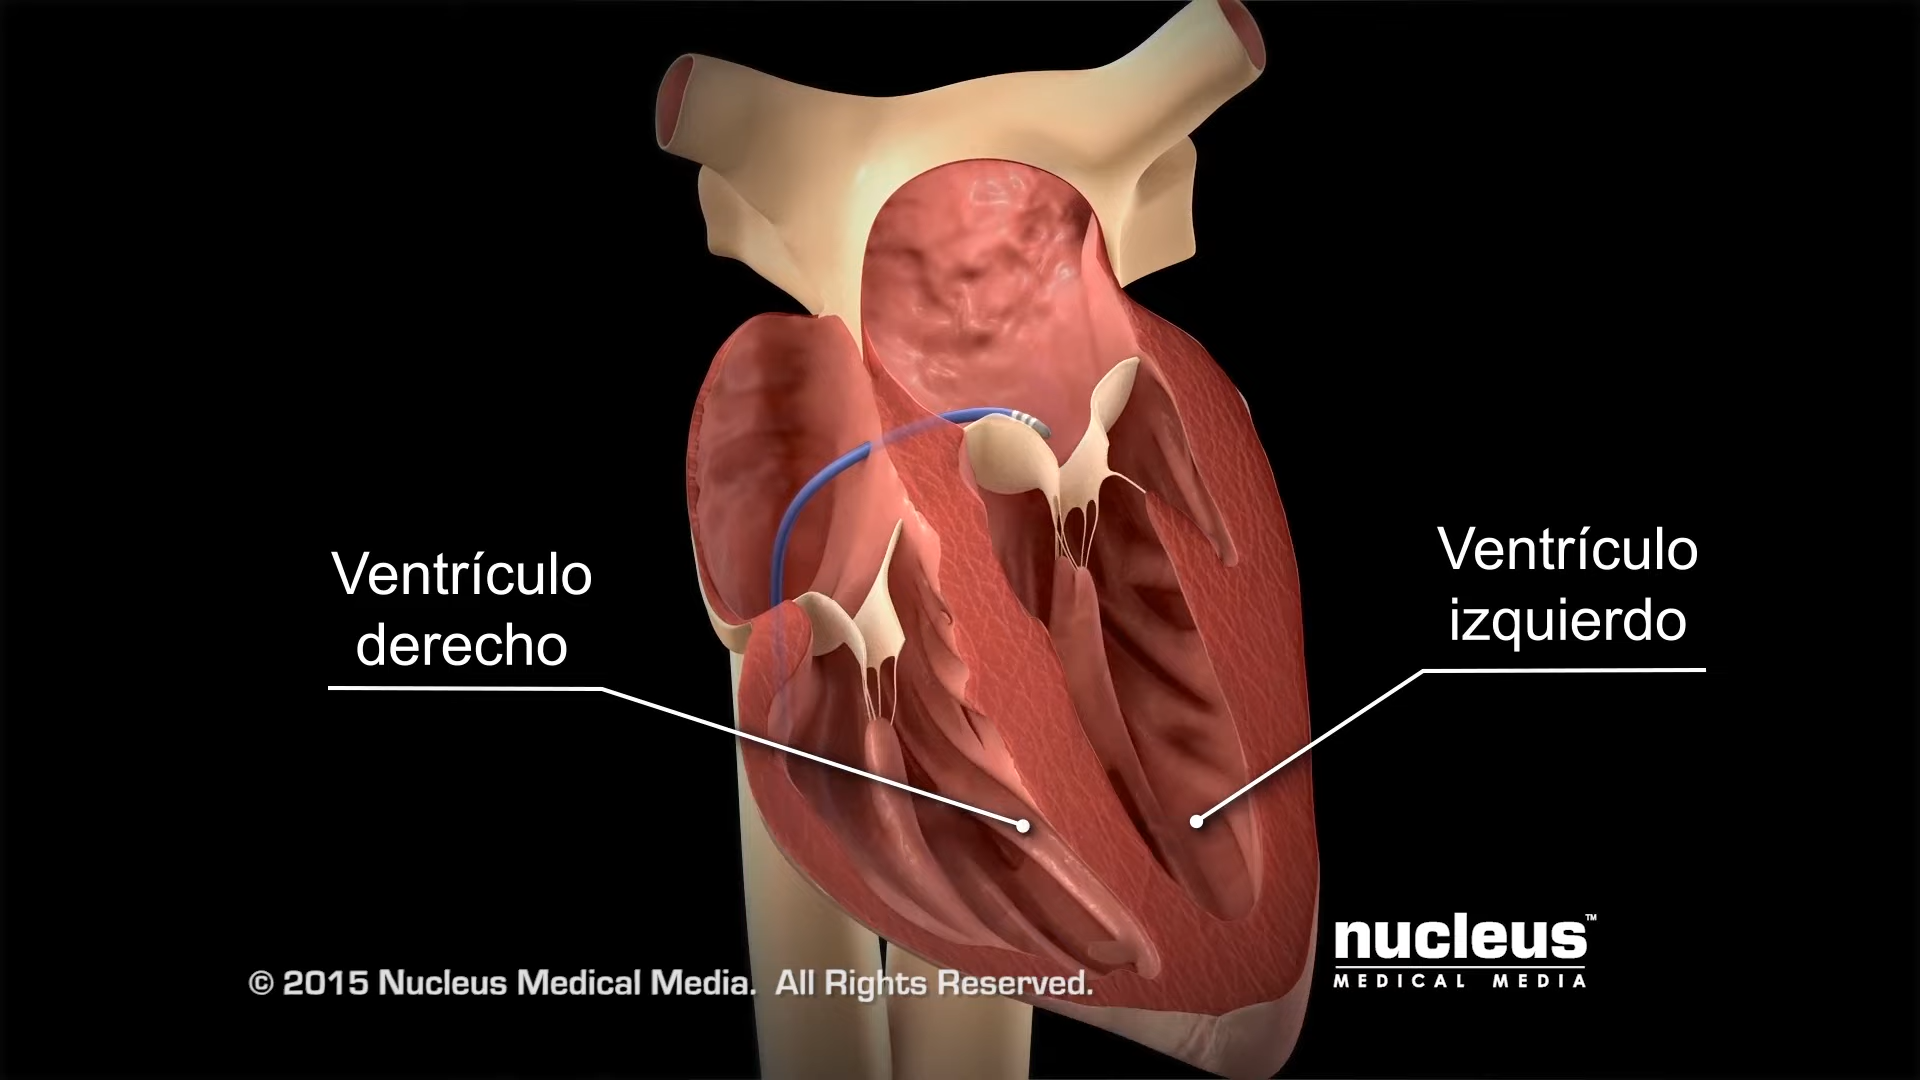 Ventrículo
derecho
Ventrículo
izquierdo
nucleus™
MEDICAL MEDIA
© 2015 Nucleus Medical Media. All Rights Reserved.